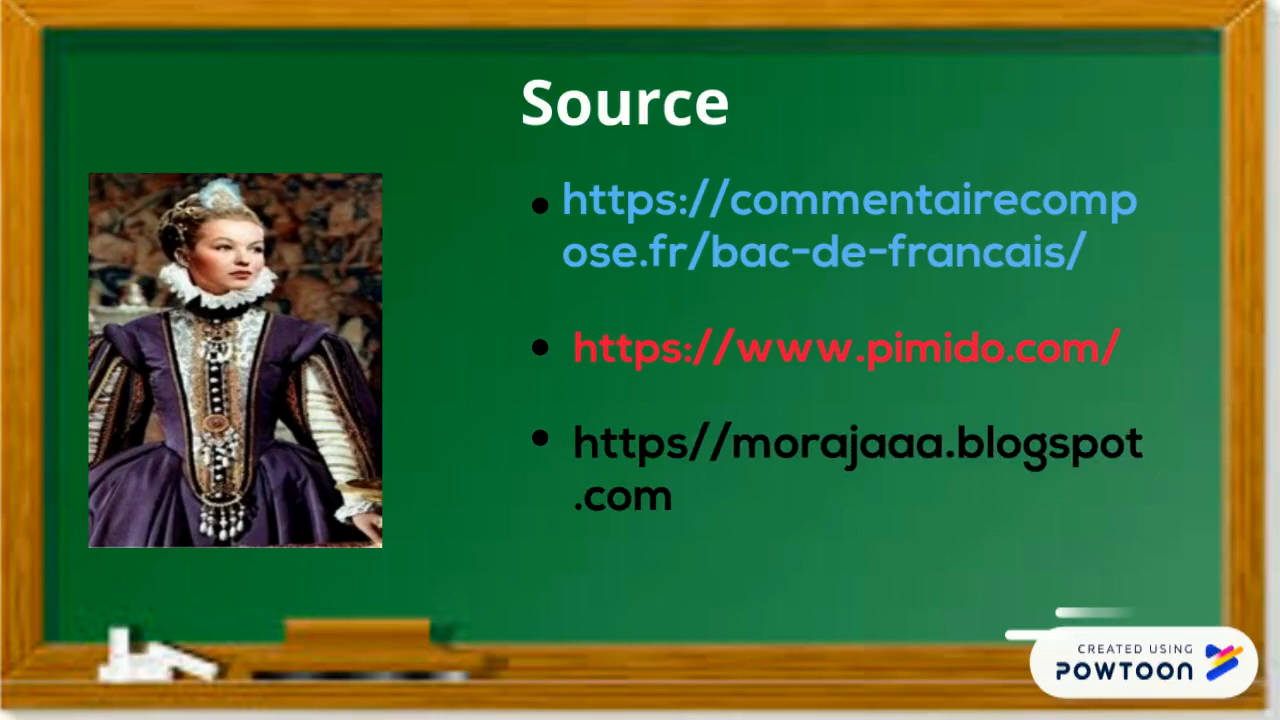 Source
https://commentairecomp
ose.fr/bac-de-francais/
https://www.pimido.com/
https//morajaaa.blogspot
.com
CREATED USING
POWTOON